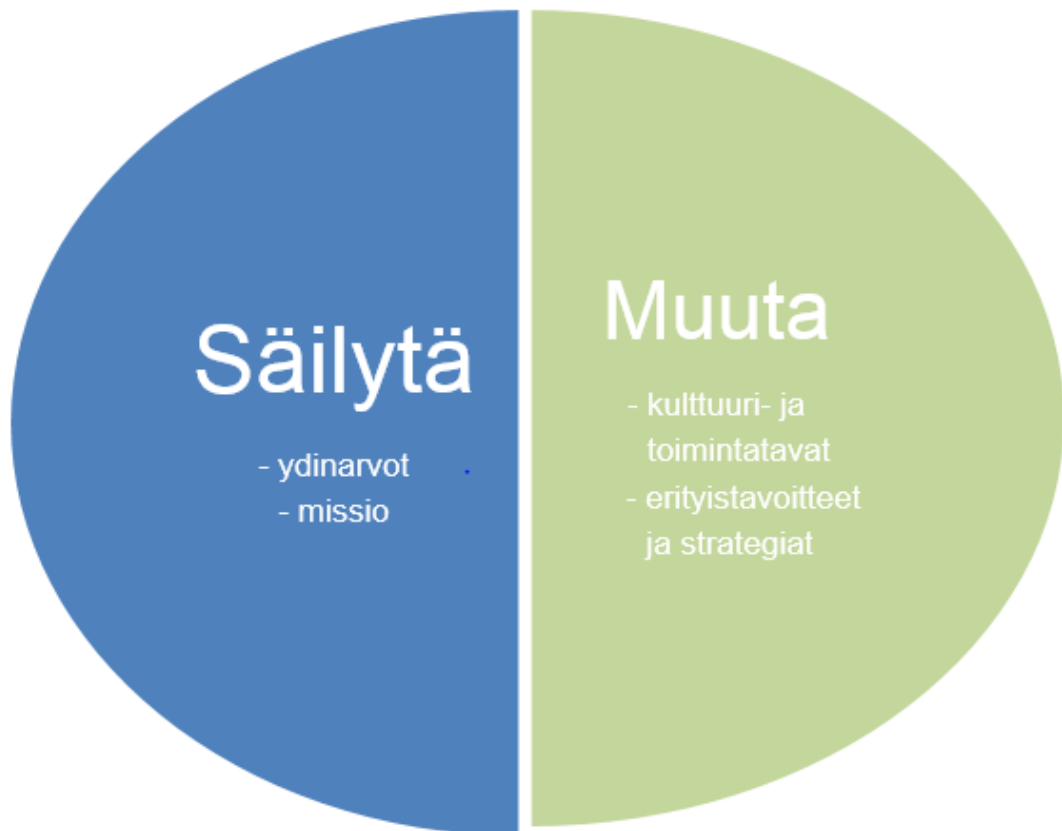 Säilytä
- ydinarvot
- missio
Muuta
- kulttuuri- ja
toimintatavat
- erityistavoitteet
ja strategiat